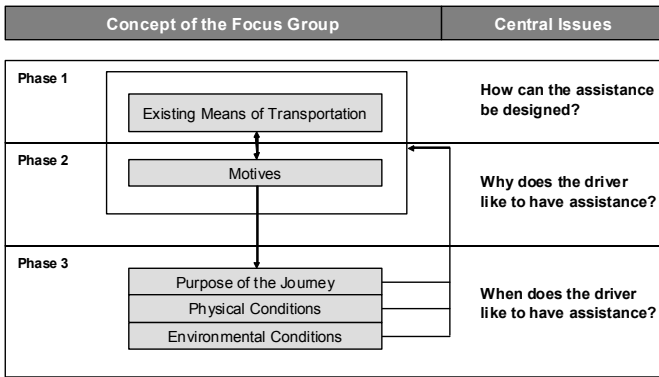 Concept of the Focus Group
Central Issues
Phase 1
Existing Means of Transportation
How can the assistance
be designed?
Phase 2
Motives
Why does the driver
like to have assistance?
Phase 3
Purpose of the Journey
Physical Conditions
Environmental Conditions
When does the driver
like to have assistance?